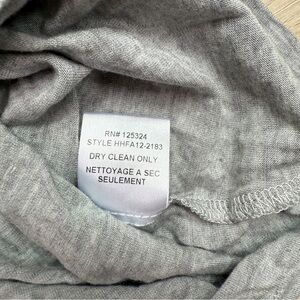 RN# 125324
STYLE HHFA12-2183
DRY CLEAN ONLY
NETTOYAGE A SEC
SEULEMENT